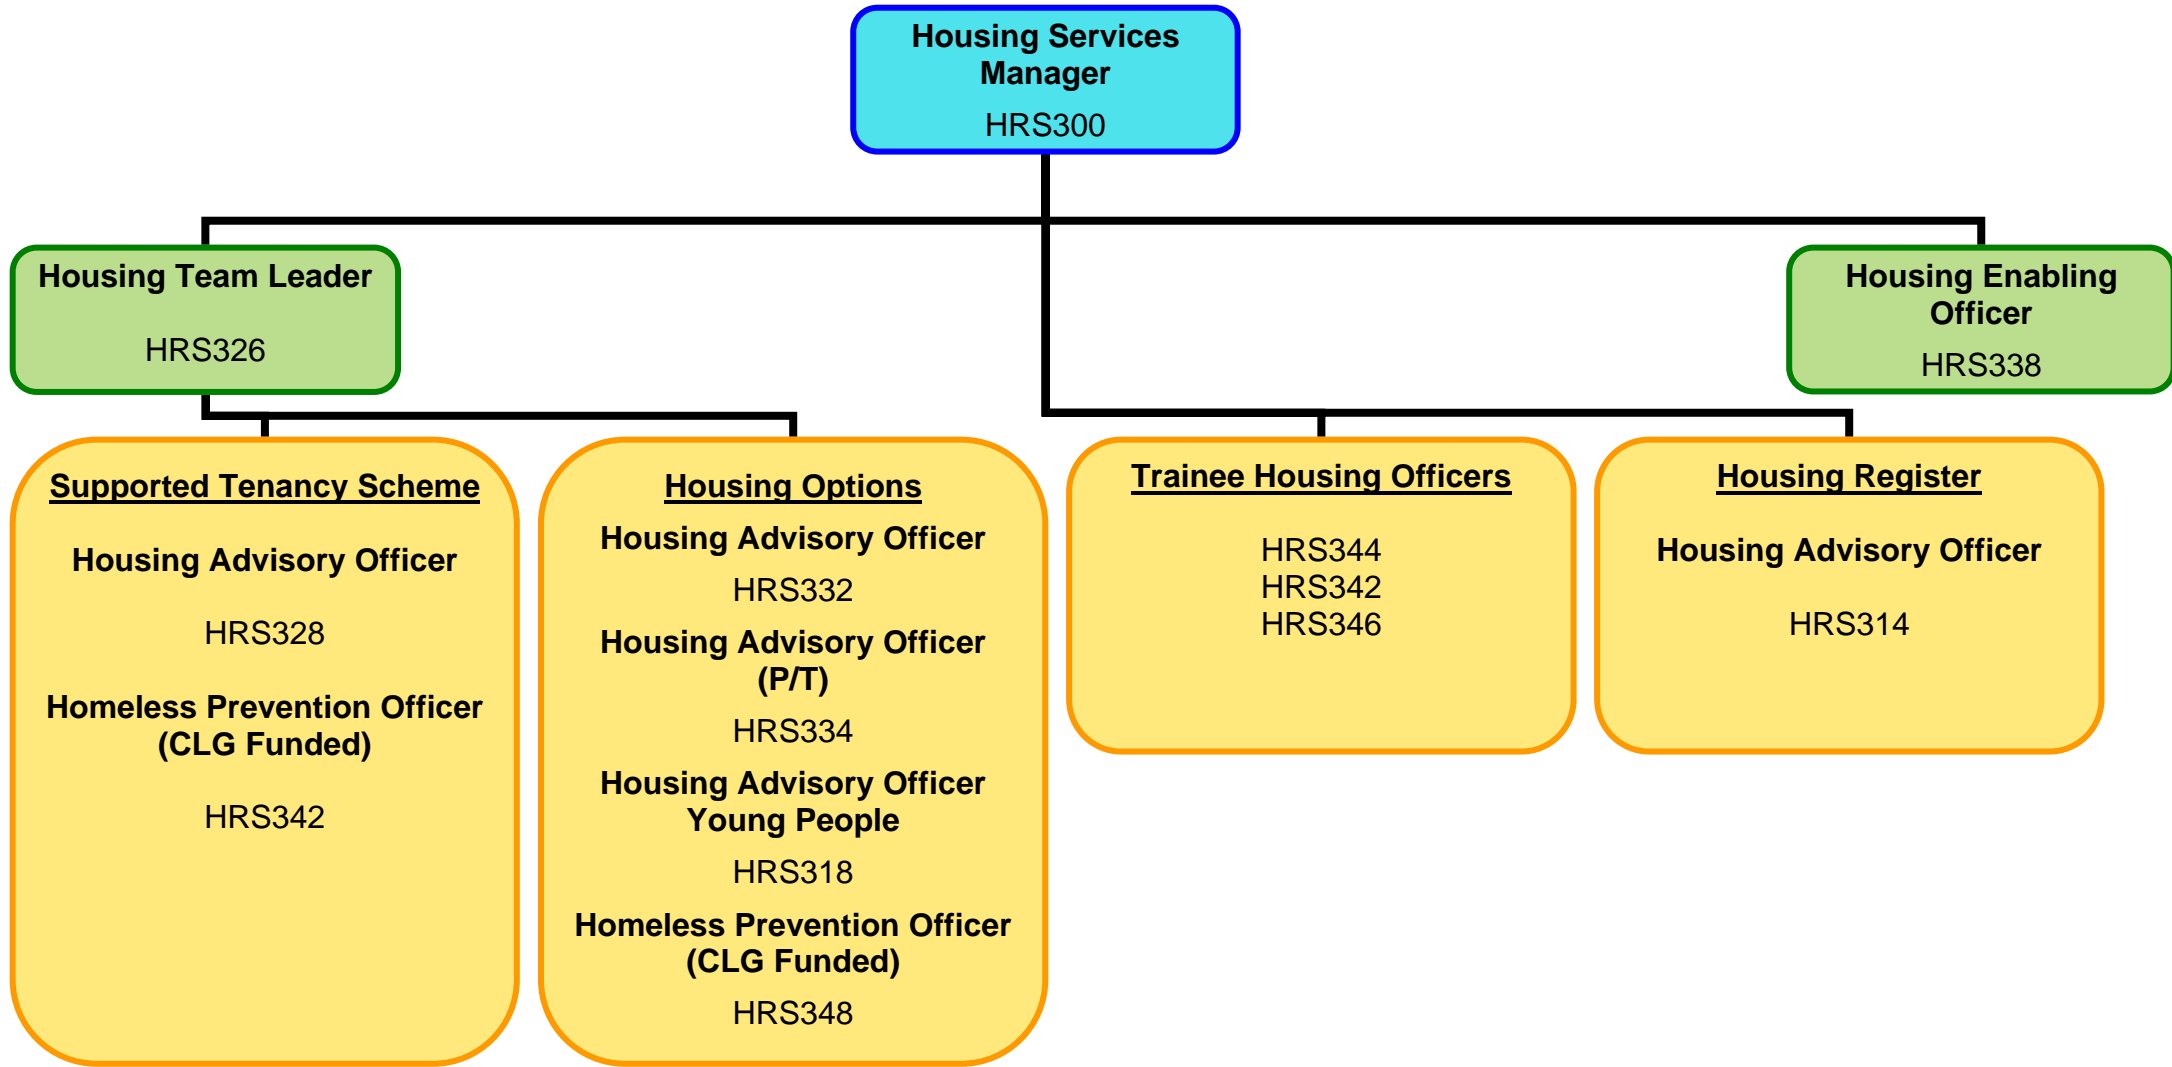 Housing Services
Manager
HRS300
Housing Team Leader
HRS326
Housing Enabling
Officer
HRS338
Supported Tenancy Scheme
Housing Advisory Officer
HRS328
Homeless Prevention Officer
(CLG Funded)
HRS342
Housing Options
Housing Advisory Officer
HRS332
Housing Advisory Officer
(P/T)
HRS334
Housing Advisory Officer
Young People
HRS318
Homeless Prevention Officer
(CLG Funded)
HRS348
Trainee Housing Officers
HRS344
HRS342
HRS346
Housing Register
Housing Advisory Officer
HRS314